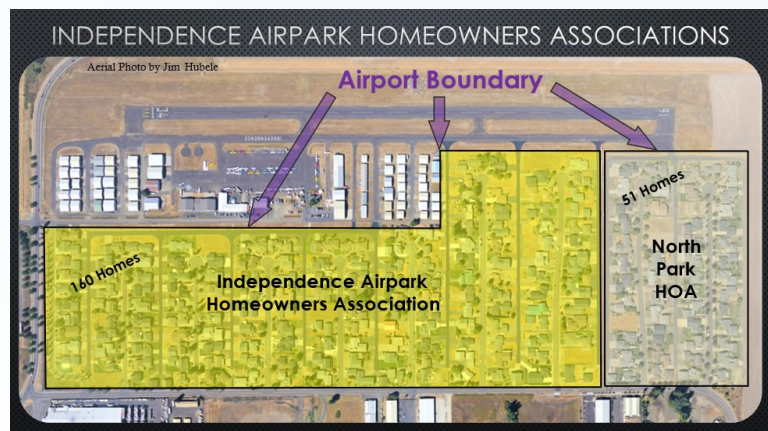 INDEPENDENCE AIRPARK HOMEOWNERS ASSOCIATIONS
Aerial Photo by Jim Hubele
Airport Boundary
51 Homes
160 Homes
North
Park
HOA
Independence Airpark
Homeowners Association